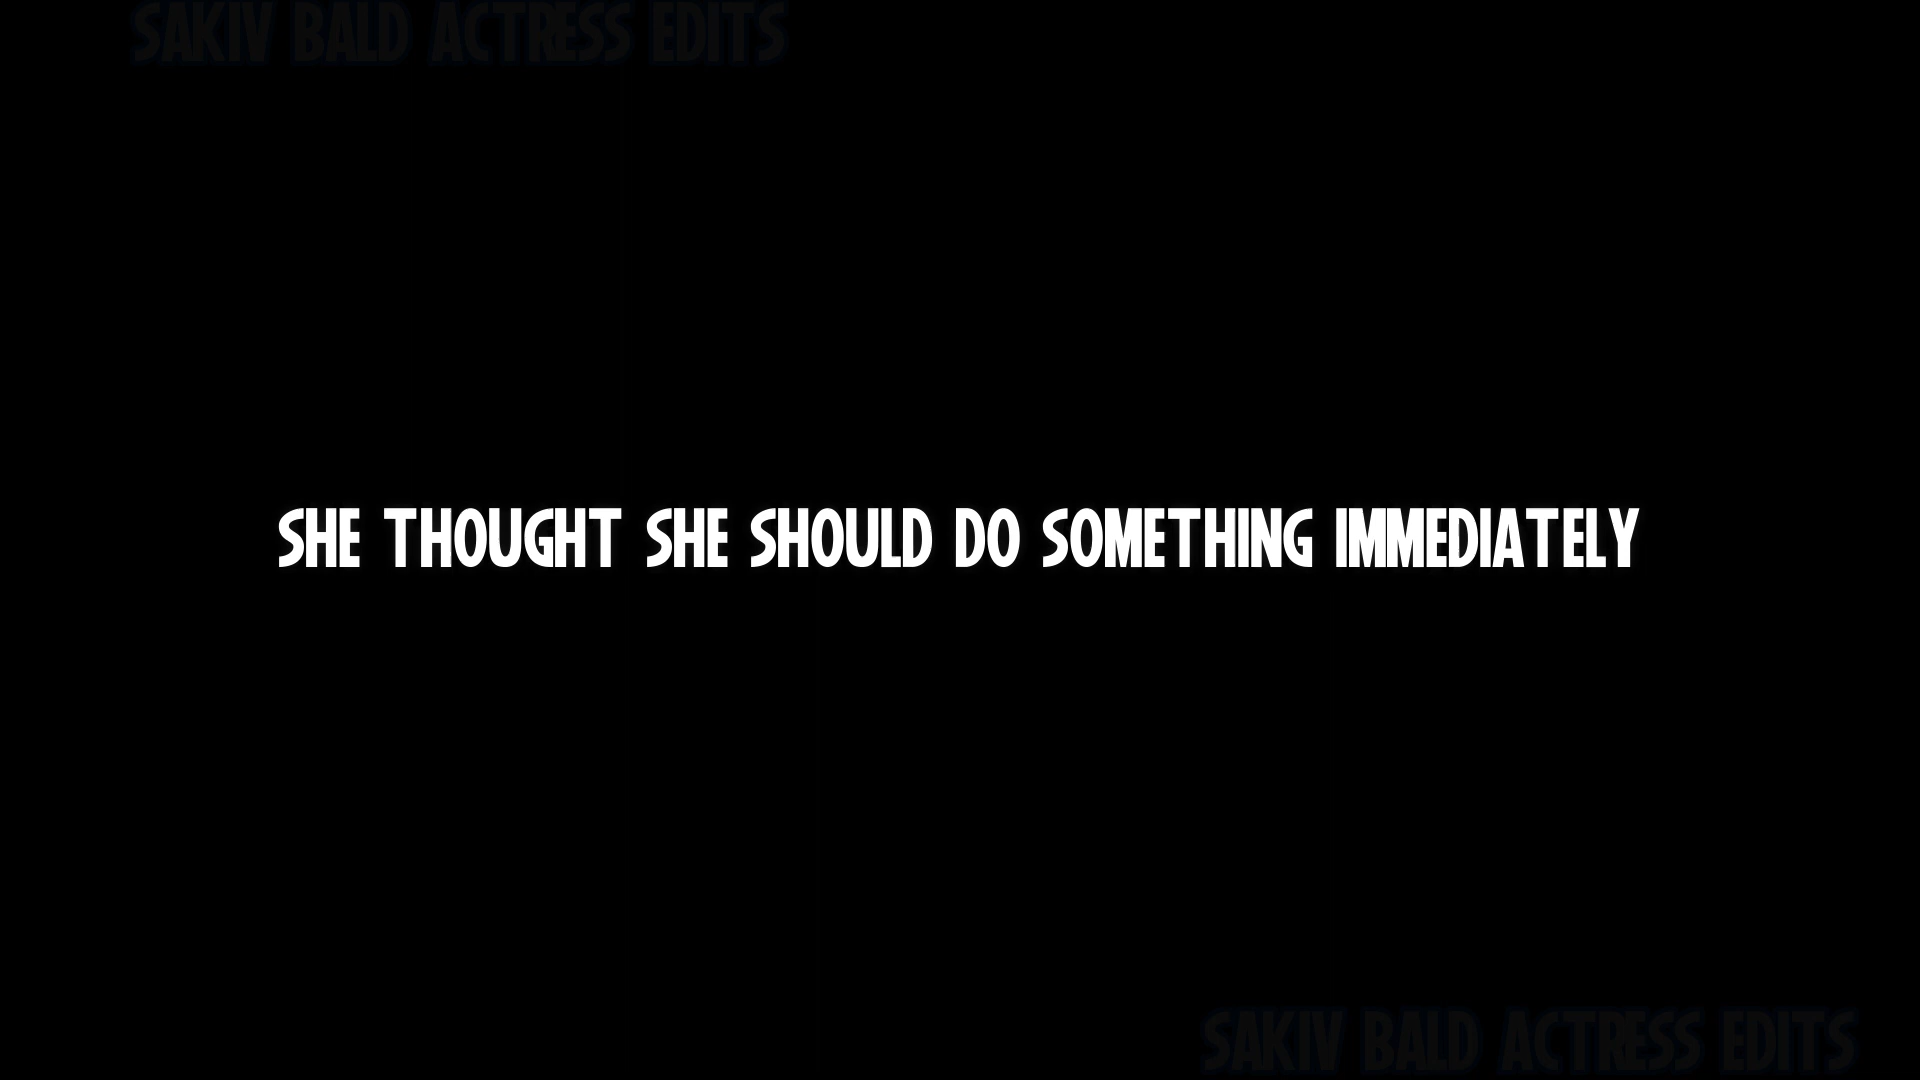 SAKIV BALD ACTRESS EDITS
SHE THOUGHT SHE SHOULD DO SOMETHING IMMEDIATELY
SAKIV BALD ACTRESS EDITS